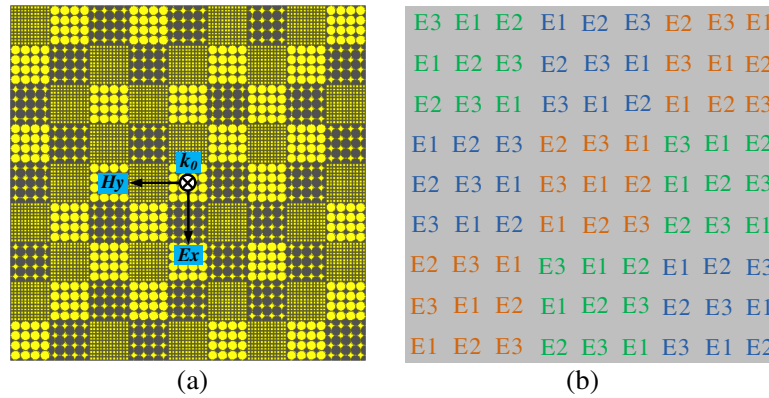 k0
Hy
Ex
(a)
E3 E1 E2 E1 E2 E3 E2 E3 E1
E1 E2 E3 E2 E3 E1 E3 E1 E2
E2 E3 E1 E3 E1 E2 E1 E2 E3
E1 E2 E3 E2 E3 E1 E3 E1 E2
E2 E3 E1 E3 E1 E2 E1 E2 E3
E3 E1 E2 E1 E2 E3 E2 E3 E1
E2 E3 E1 E3 E1 E2 E1 E2 E3
E3 E1 E2 E1 E2 E3 E2 E3 E1
E1 E2 E3 E2 E3 E1 E3 E1 E2
(b)